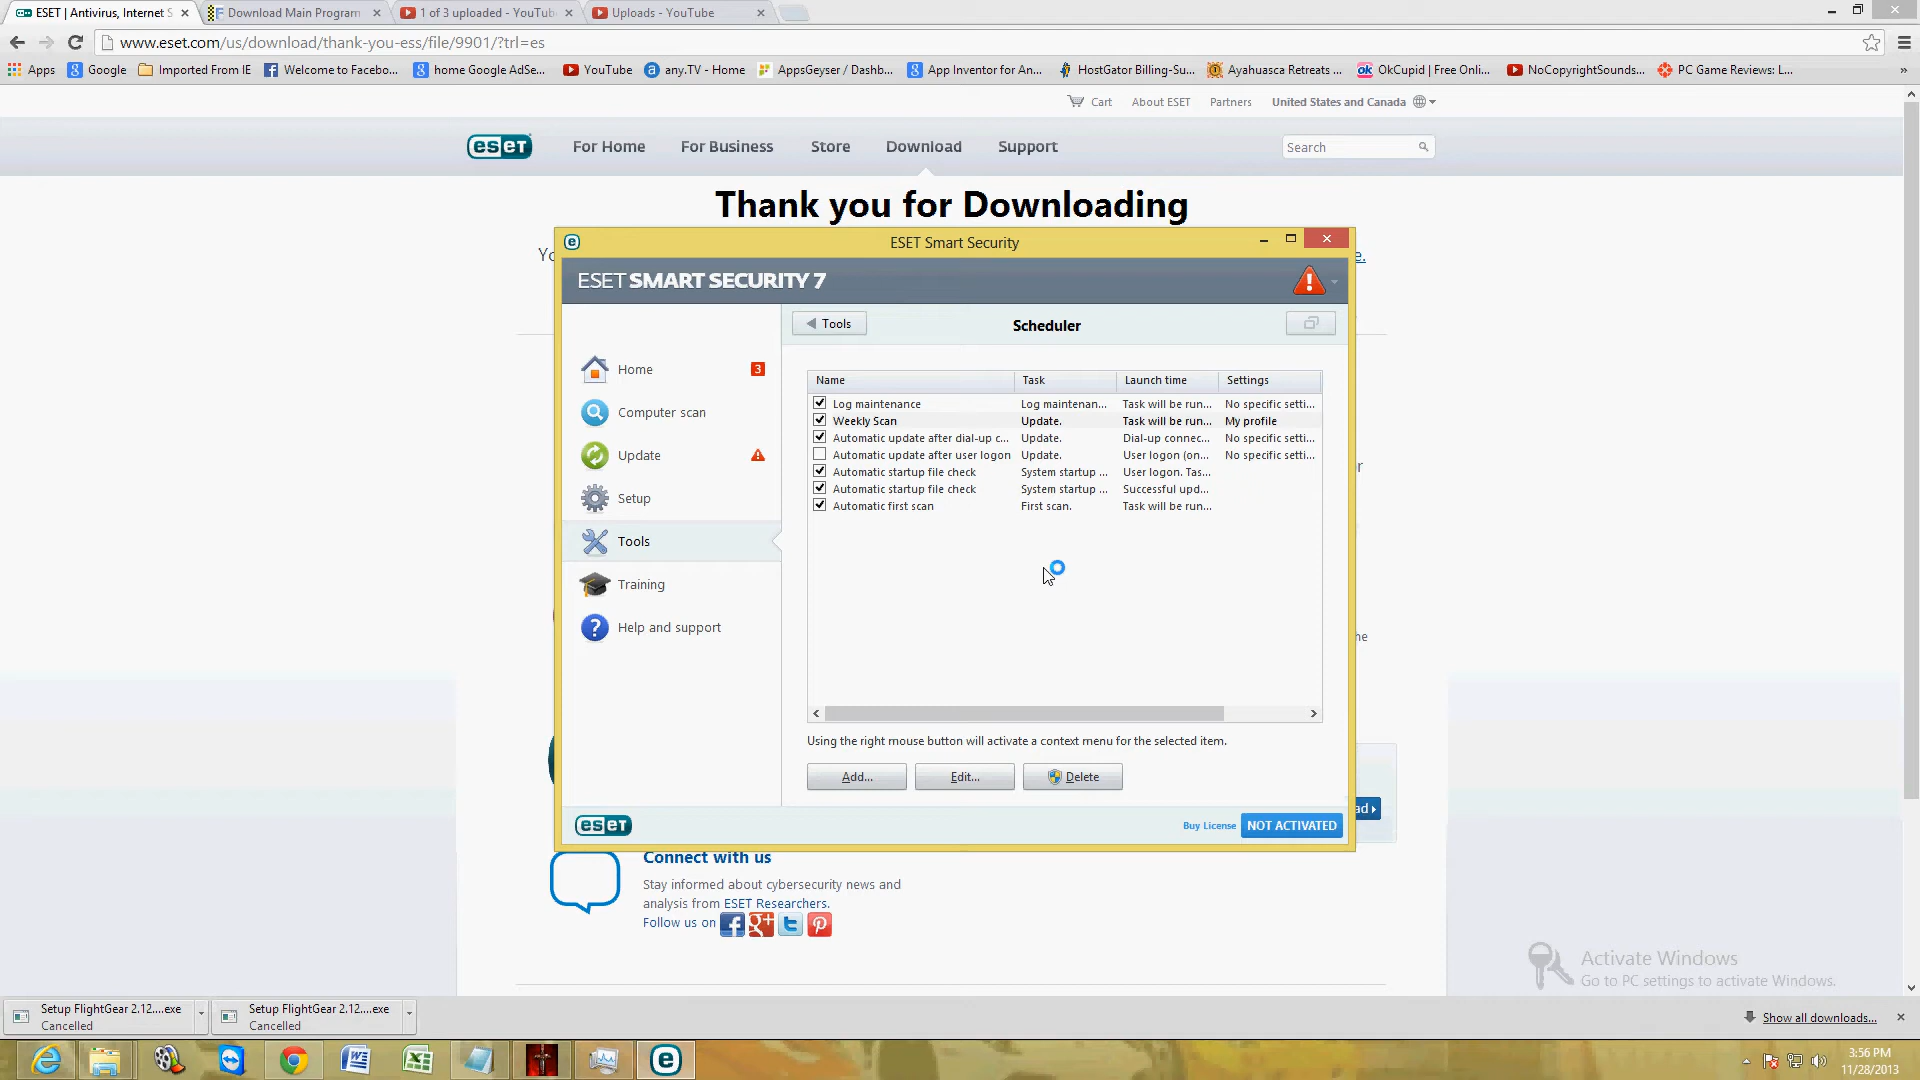 ESET | Antivirus, Internet S
Download Main Program
1 of 3 uploaded - YouTub
Uploads - YouTube
www.eset.com/us/download/thank-you-ess/file/9901/?trl=es
Apps
Google
Imported From IE
Welcome to Facebo...
home Google AdSe...
YouTube
any.TV - Home
AppsGeyser / Dashb...
App Inventor for An...
HostGator Billing-Su...
Ayahuasca Retreats ...
OkCupid | Free Onli...
NoCopyrightSounds...
PC Game Reviews: L...
Cart
About ESET
Partners
United States and Canada
eset
For Home
For Business
Store
Download
Support
Search
Thank you for Downloading
Yo
e.
ESET Smart Security
ESET SMART SECURITY 7
Home
3
Computer scan
Update
Setup
Tools
Training
Help and support
Tools
Scheduler
Name Task Launch time Settings
Log maintenance Log maintenan... Task will be run... No specific setti...
Weekly Scan Update. Task will be run... My profile
Automatic update after dial-up c... Update. Dial-up connec... No specific setti...
Automatic update after user logon Update. User logon (on... No specific setti...
Automatic startup file check System startup ... User logon. Tas...
Automatic startup file check System startup ... Successful upd...
Automatic first scan First scan. Task will be run...
Using the right mouse button will activate a context menu for the selected item.
Add...
Edit...
Delete
eset
Buy License
NOT ACTIVATED
or
he
ad
Connect with us
Stay informed about cybersecurity news and
analysis from ESET Researchers.
Follow us on
Activate Windows
Go to PC settings to activate Windows.
Setup FlightGear 2.12....exe
Cancelled
Setup FlightGear 2.12....exe
Cancelled
Show all downloads...
3:56 PM
11/28/2013